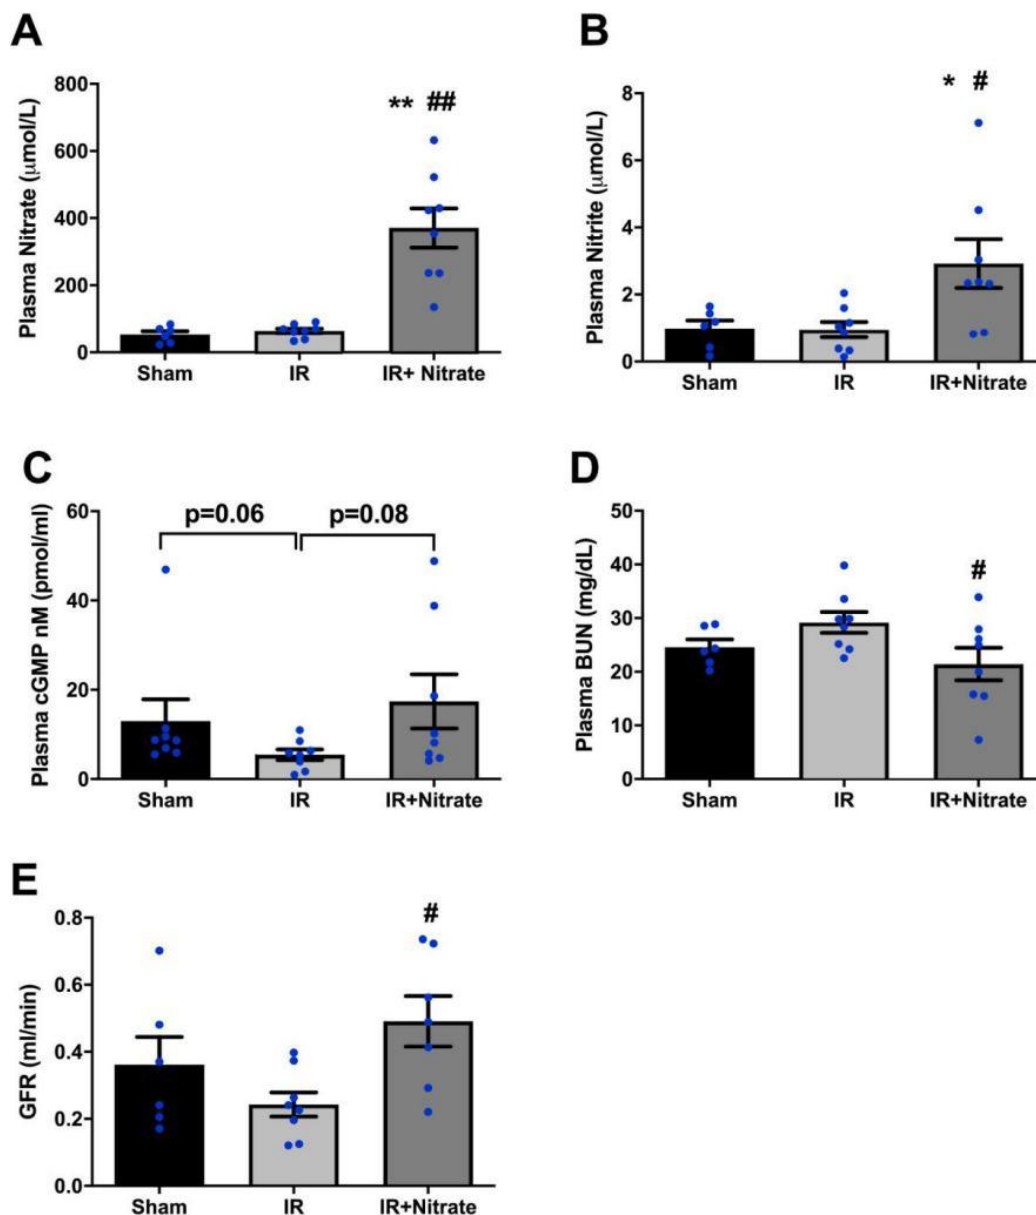 A
Plasma Nitrate (μmol/L)
800
600
400
200
0
** ##
Sham IR IR+ Nitrate
B
Plasma Nitrite (μmol/L)
8
6
4
2
0
* #
Sham IR IR+Nitrate
C
Plasma cGMP nM (pmol/ml)
60
40
20
0
p=0.06 p=0.08
Sham IR IR+Nitrate
D
Plasma BUN (mg/dL)
50
40
30
20
10
0
#
Sham IR IR+Nitrate
E
GFR (ml/min)
0.8
0.6
0.4
0.2
0.0
#
Sham IR IR+Nitrate